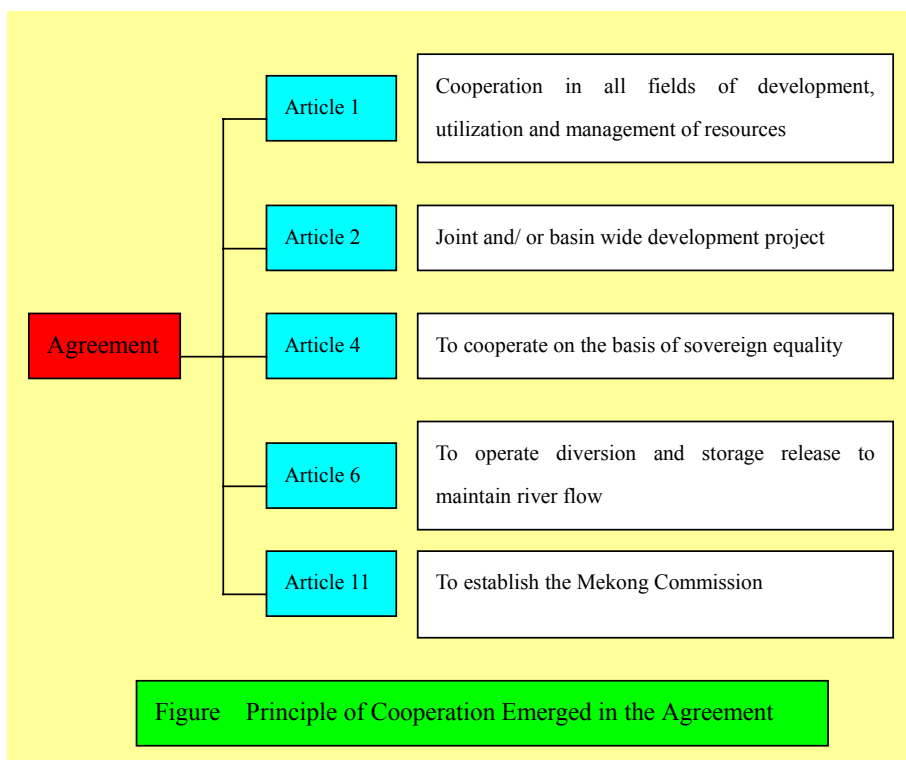 Article 1
Cooperation in all fields of development,
utilization and management of resources
Article 2
Joint and/ or basin wide development project
Agreement
Article 4
To cooperate on the basis of sovereign equality
Article 6
To operate diversion and storage release to
maintain river flow
Article 11
To establish the Mekong Commission
Figure Principle of Cooperation Emerged in the Agreement